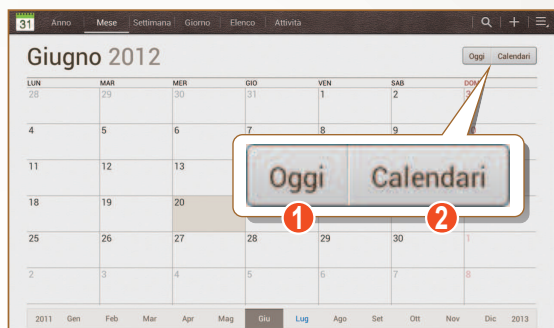 31 Anno Mese Settimana Giorno Elenco Attività
Giugno 2012
Oggi Calendari
LUN MAR MER GIO VEN SAB DOM
28 29 30 31 1 2 3
4 5 6 7 8 9 10
Oggi Calendari
1 2
11 12 13
18 19 20
25 26 27 28 29 30 1
2 3 4 5 6 7 8
2011 Gen Feb Mar Apr Mag Giu Lug Ago Set Ott Nov Dic 2013